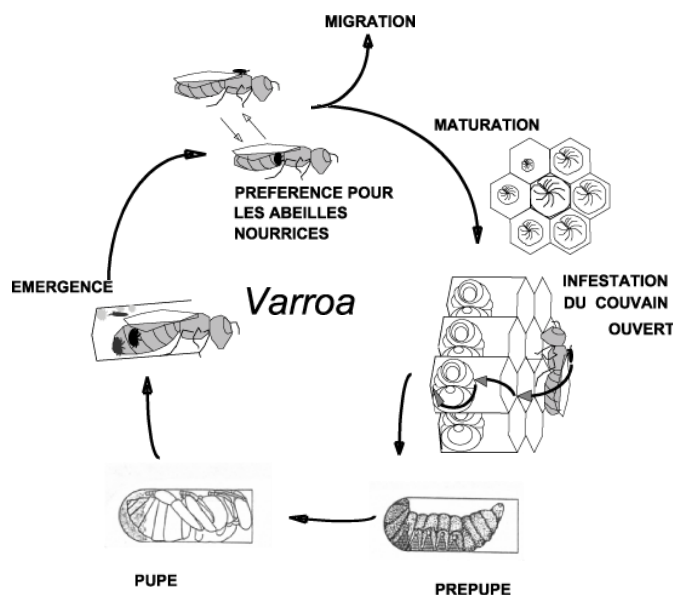 MIGRATION
MATURATION
PREFERENCE POUR
LES ABEILLES
NOURRICES
EMERGENCE
Varroa
INFESTATION
DU COUVAIN
OUVERT
PUPE
PREPUPE